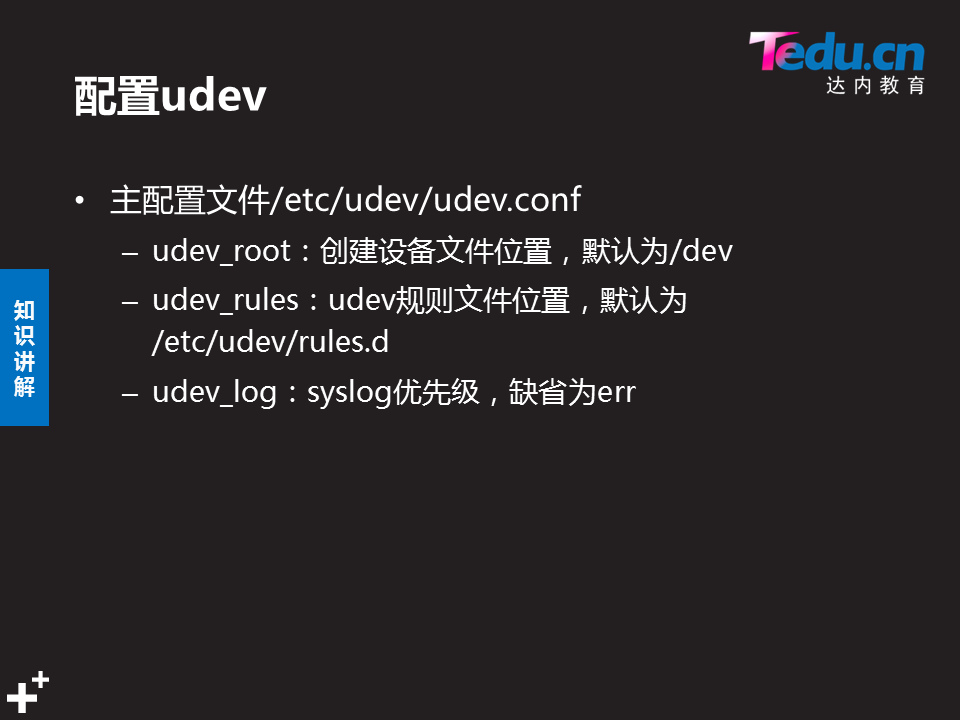 Tedu.cn
达内教育
配置udev
• 主配置文件/etc/udev/udev.conf
– udev_root：创建设备文件位置，默认为/dev
– udev_rules：udev规则文件位置，默认为
/etc/udev/rules.d
– udev_log：syslog优先级，缺省为err
知
识
讲
解